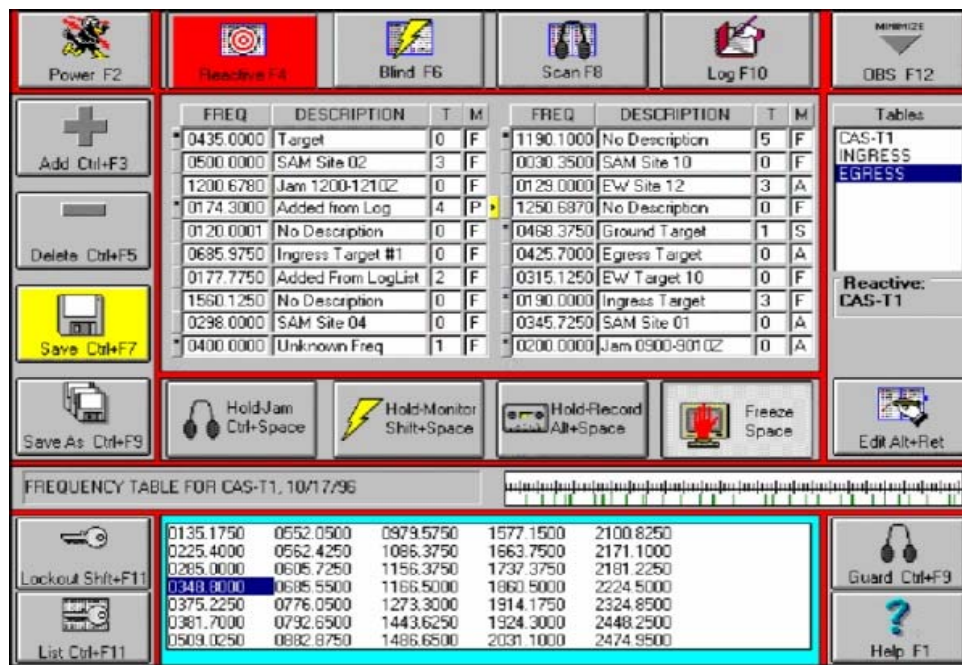 Power F2
Reactive F4
Blind F6
Scan F8
Log F10
MINIMIZE
OBS F12
Add Ctrl+F3
Delete Ctrl+F5
Save Ctrl+F7
Save As Ctrl+F9
FREQ DESCRIPTION T M
* 0435.0000 Target 0 F
0500.0000 SAM Site 02 3 F
1200.6780 Jam 1200-1210Z 0 F
* 0174.3000 Added from Log 4 P
0120.0001 No Description 0 F
0685.9750 Ingress Target #1 0 F
0177.7750 Added From LogList 2 F
1560.1250 No Description 0 F
0298.0000 SAM Site 04 0 F
* 0400.0000 Unknown Freq 1 F
FREQ DESCRIPTION T M
* 1190.1000 No Description 5 F
0030.3500 SAM Site 10 0 F
0129.0000 EW Site 12 3 A
1250.6870 No Description 0 F
* 0468.3750 Ground Target 1 S
0425.7000 Egress Target 0 A
0315.1250 EW Target 10 0 F
* 0190.0000 Ingress Target 3 F
0345.7250 SAM Site 01 0 A
* 0200.0000 Jam 0900-9010Z 0 A
Tables
CAS-T1
INGRESS
EGRESS
Reactive:
CAS-T1
Hold-Jam
Ctrl+Space
Hold-Monitor
Shift+Space
Hold-Record
Alt+Space
Freeze
Space
Edit Alt+Ret
FREQUENCY TABLE FOR CAS-T1, 10/17/96
Lockout Shft+F11
List Ctrl+F11
0135.1750 0552.0500 0979.5750 1577.1500 2100.8250
0225.4000 0562.4250 1086.3750 1663.7500 2171.1000
0285.0000 0605.7250 1156.3750 1737.3750 2181.2250
0348.8000 0685.5500 1166.5000 1860.5000 2224.5000
0375.2250 0776.0500 1273.3000 1914.1750 2324.8500
0381.7000 0792.6500 1443.6250 1924.3000 2448.2500
0509.0250 0882.8750 1486.6500 2031.1000 2474.9500
Guard Ctrl+F9
Help F1